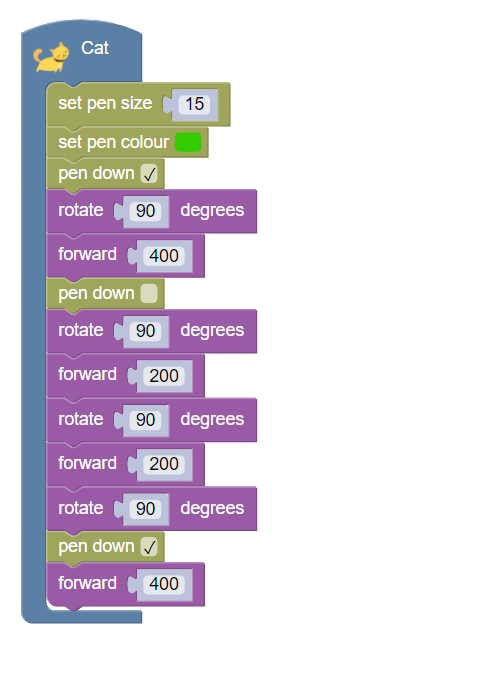 Cat
set pen size 15
set pen colour
pen down ✓
rotate 90 degrees
forward 400
pen down
rotate 90 degrees
forward 200
rotate 90 degrees
forward 200
rotate 90 degrees
pen down ✓
forward 400